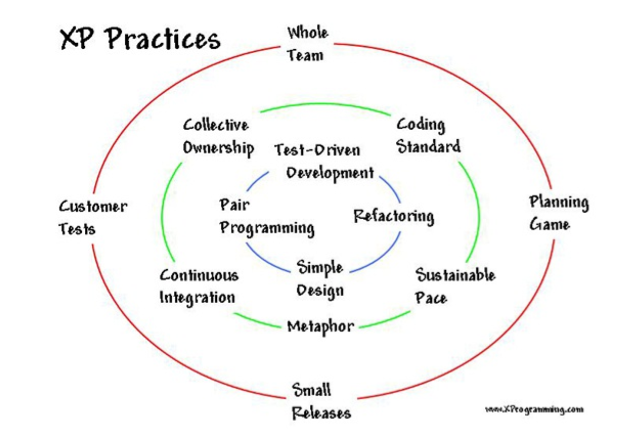 XP Practices
Whole
Team
Collective
Ownership
Coding
Standard
Test-Driven
Development
Customer
Tests
Pair
Programming
Refactoring
Planning
Game
Continuous
Integration
Simple
Design
Sustainable
Pace
Metaphor
Small
Releases
www.XProgramming.com